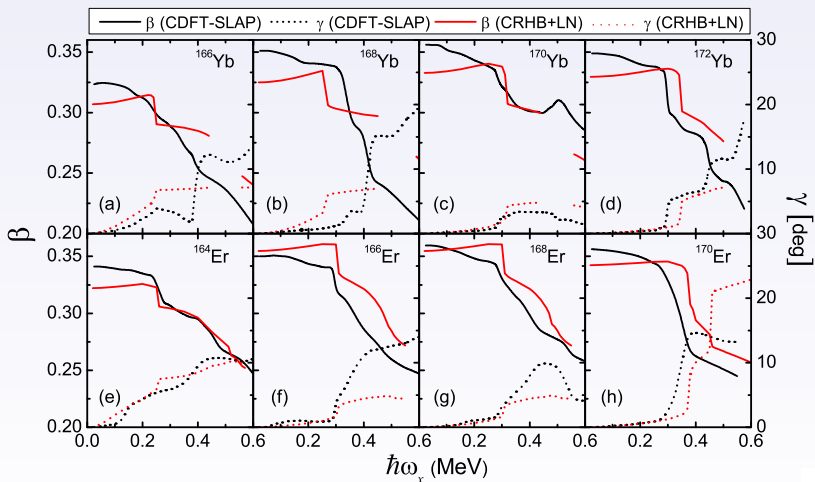 β (CDFT-SLAP) γ (CDFT-SLAP) β (CRHB+LN) γ (CRHB+LN)
0.35 0.30 0.25 0.20
β
¹⁶⁶Yb (a)
¹⁶⁸Yb (b)
¹⁷⁰Yb (c)
¹⁷²Yb (d)
30 20 10 30
0.35 0.30 0.25 0.20
¹⁶⁴Er (e)
¹⁶⁶Er (f)
¹⁶⁸Er (g)
¹⁷⁰Er (h)
20 10 0
γ [deg]
0.0 0.2 0.4 0.6 0.2 0.4 0.6 0.2 0.4 0.6 0.2 0.4 0.6
ħωₓ (MeV)